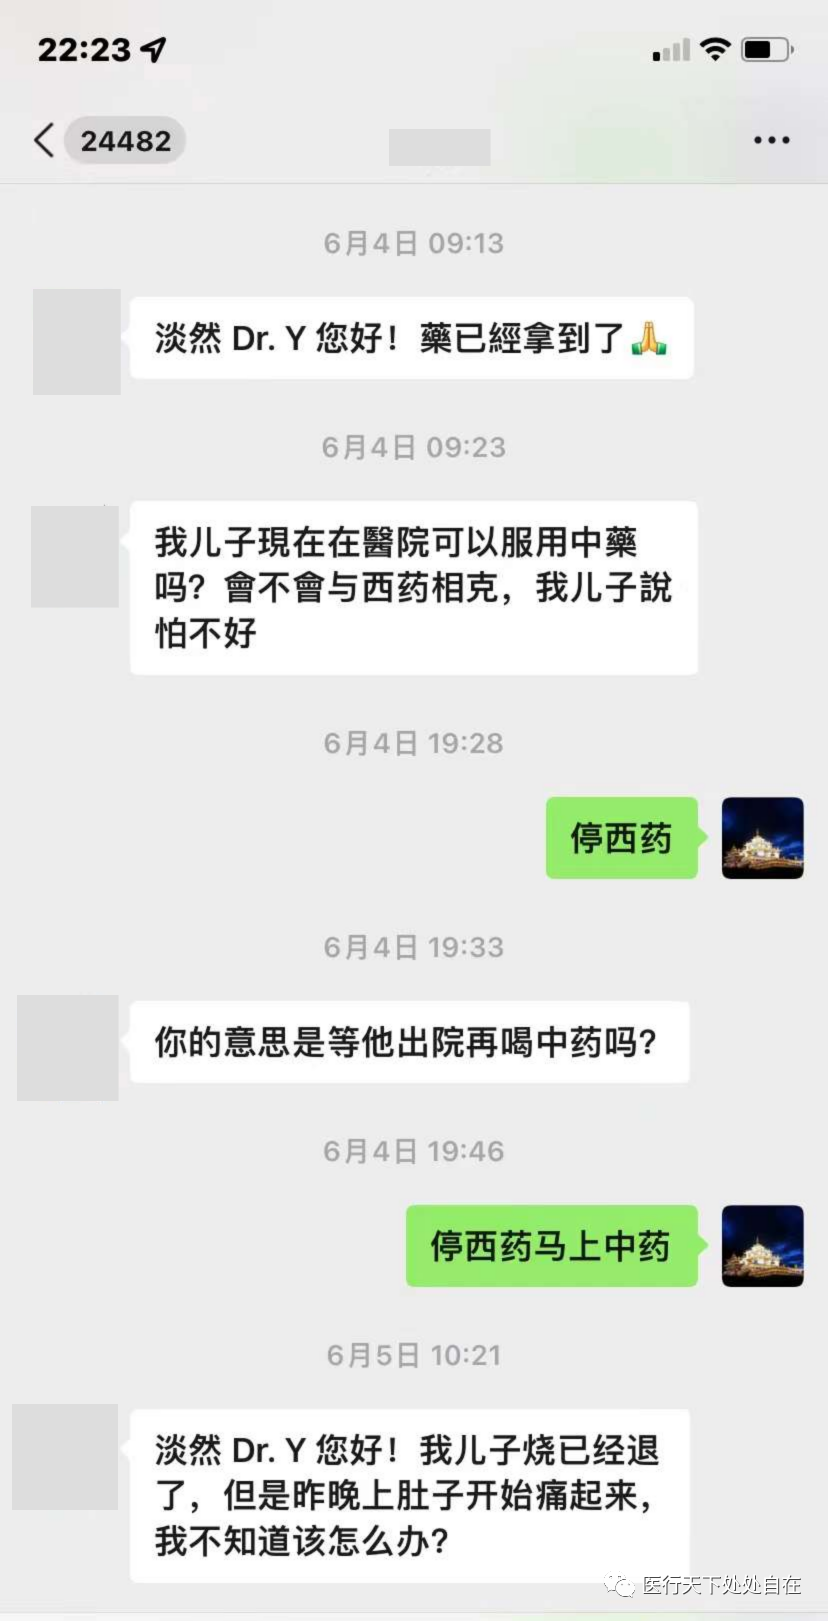 22:23
24482
6月4日 09:13
淡然 Dr. Y 您好！藥已經拿到了🙏
6月4日 09:23
我儿子現在在醫院可以服用中藥
吗？會不會与西药相克，我儿子說
怕不好
6月4日 19:28
停西药
6月4日 19:33
你的意思是等他出院再喝中药吗？
6月4日 19:46
停西药马上中药
6月5日 10:21
淡然 Dr. Y 您好！我儿子烧已经退
了，但是昨晚上肚子开始痛起来，
我不知道该怎么办？
医行天下处处自在